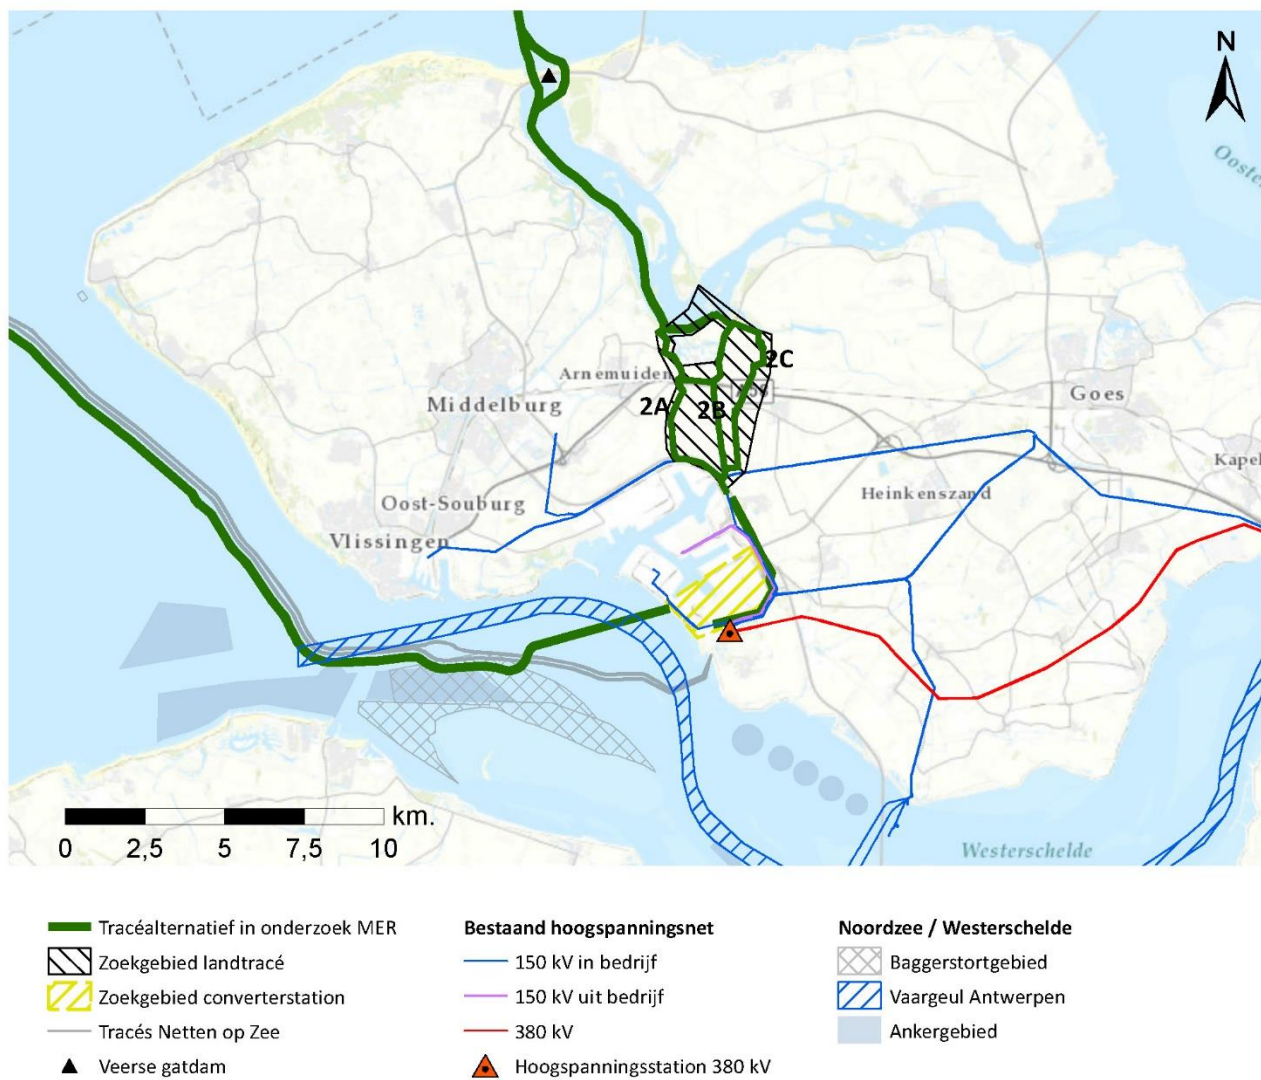 N
Ooster
2C
Arnemuiden
Goes
Middelburg
2A
2B
Kapel
Oost-Souburg
Heinkenszand
Vlissingen
km.
0 2,5 5 7,5 10
Westerschelde
Tracéalternatief in onderzoek MER
Zoekgebied landtracé
Zoekgebied converterstation
Tracés Netten op Zee
Veerse gatdam
Bestaand hoogspanningsnet
150 kV in bedrijf
150 kV uit bedrijf
380 kV
Hoogspanningsstation 380 kV
Noordzee / Westerschelde
Baggerstortgebied
Vaargeul Antwerpen
Ankergebied